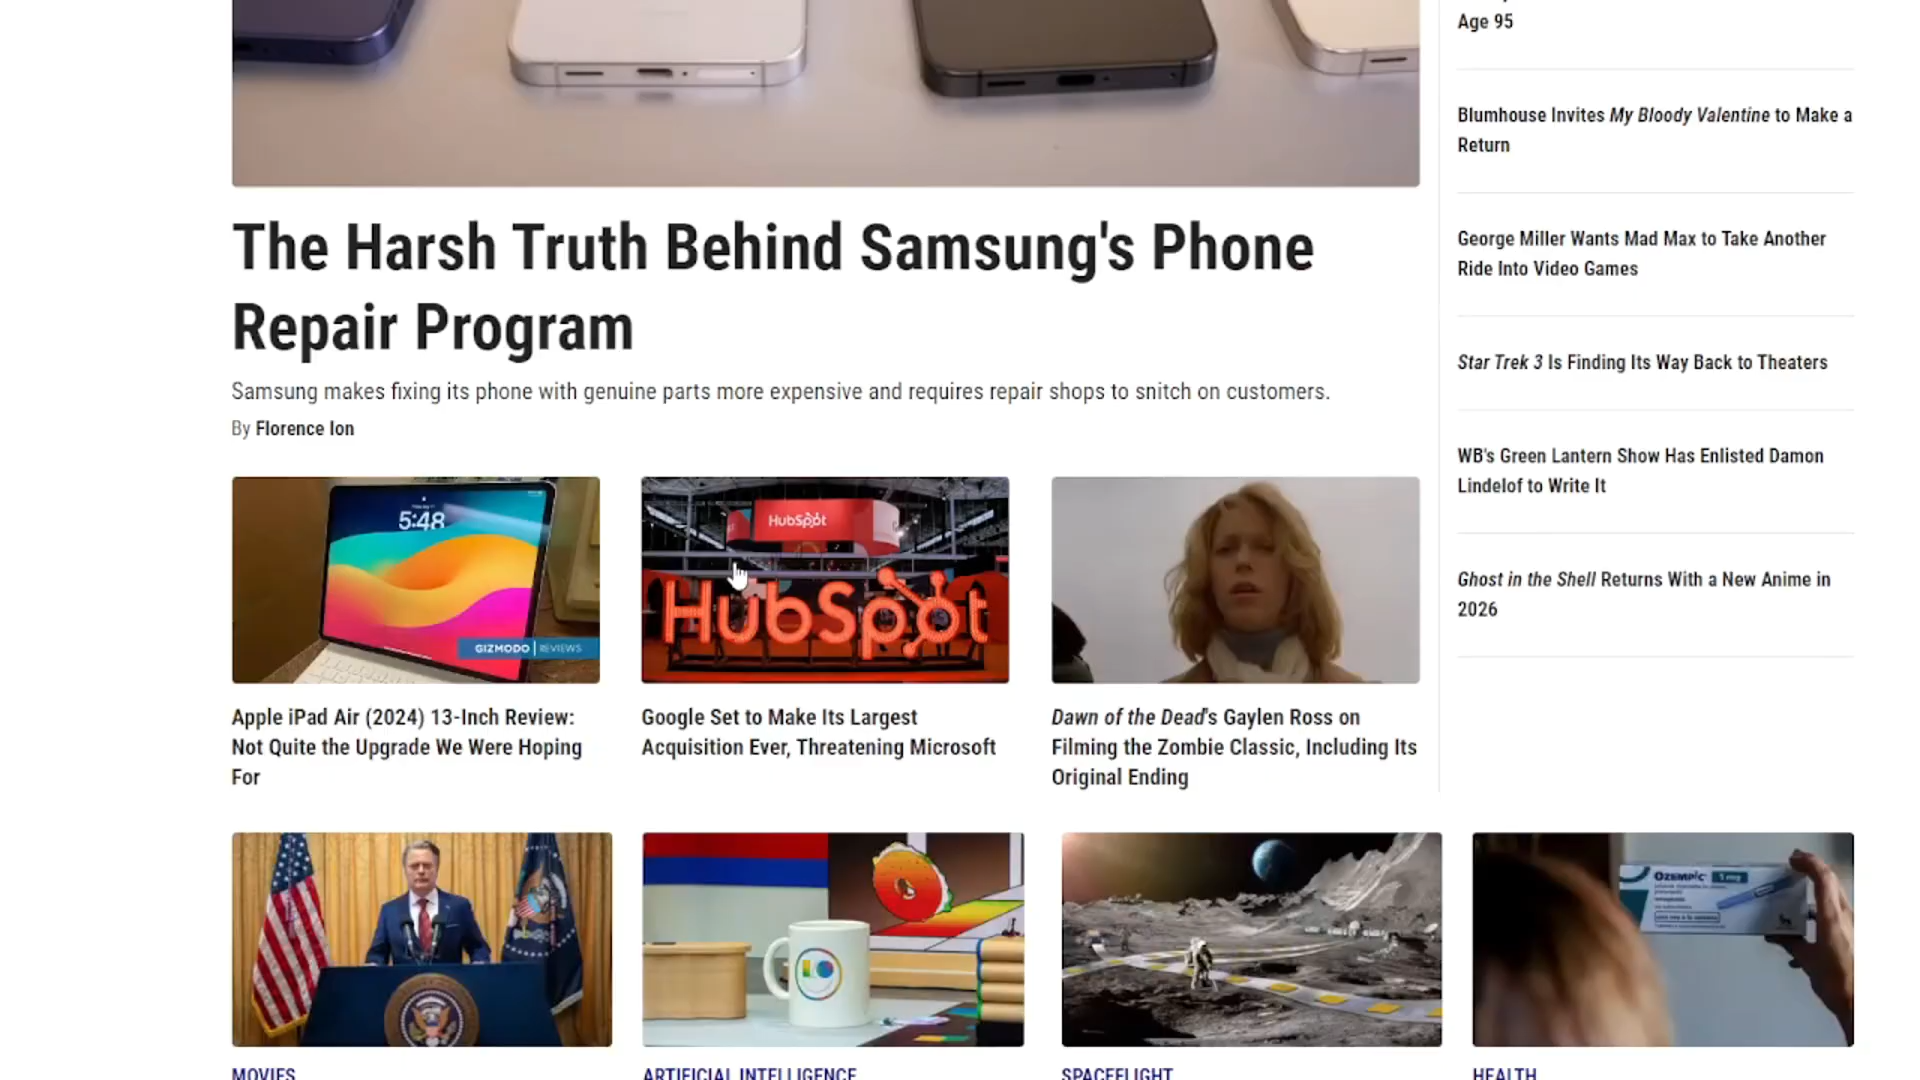 Age 95
Blumhouse Invites My Bloody Valentine to Make a
Return
George Miller Wants Mad Max to Take Another
Ride Into Video Games
Star Trek 3 Is Finding Its Way Back to Theaters
WB's Green Lantern Show Has Enlisted Damon
Lindelof to Write It
Ghost in the Shell Returns With a New Anime in
2026
The Harsh Truth Behind Samsung's Phone
Repair Program
Samsung makes fixing its phone with genuine parts more expensive and requires repair shops to snitch on customers.
By Florence Ion
5:48
GIZMODO | REVIEWS
HubSpot
HubSpot
Apple iPad Air (2024) 13-Inch Review:
Not Quite the Upgrade We Were Hoping
For
Google Set to Make Its Largest
Acquisition Ever, Threatening Microsoft
Dawn of the Dead's Gaylen Ross on
Filming the Zombie Classic, Including Its
Original Ending
OZEMPIC 1 mg
MOVIES
ARTIFICIAL INTELLIGENCE
SPACEFLIGHT
HEALTH